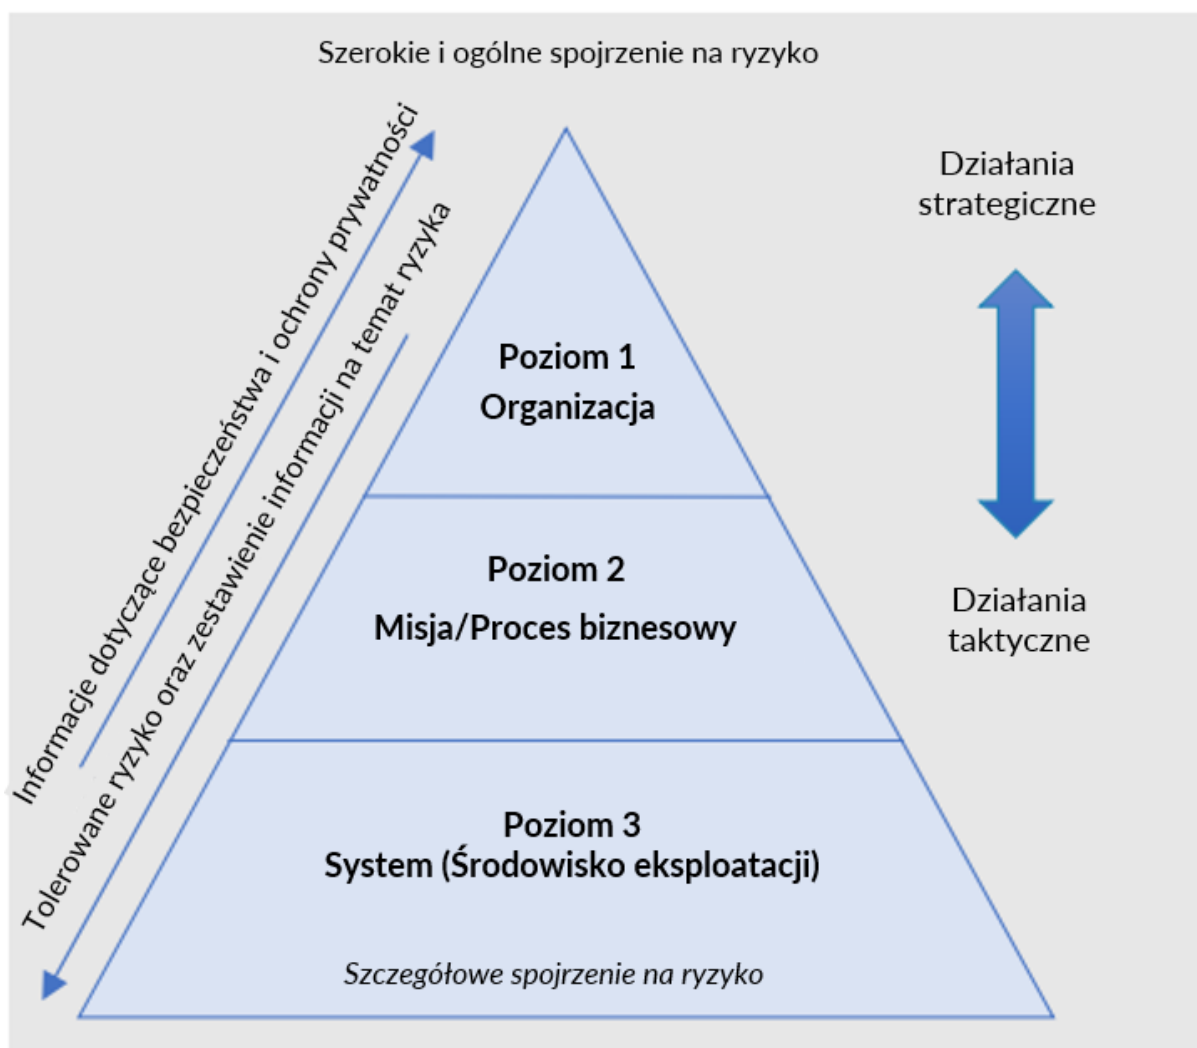 Szerokie i ogólne spojrzenie na ryzyko
Informacje dotyczące bezpieczeństwa i ochrony prywatności
Tolerowane ryzyko oraz zestawienie informacji na temat ryzyka
Działania
strategiczne
Poziom 1
Organizacja
Poziom 2
Misja/Proces biznesowy
Działania
taktyczne
Poziom 3
System (Środowisko eksploatacji)
Szczegółowe spojrzenie na ryzyko